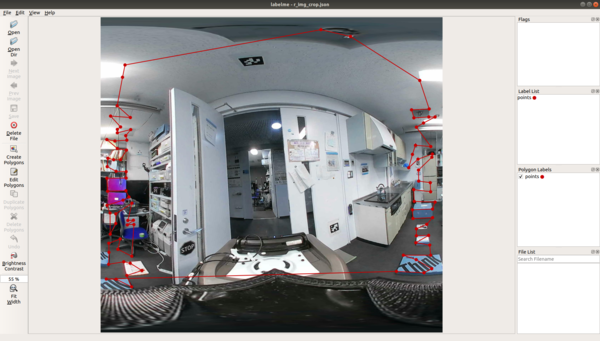 labelme - r_img_crop.json
File Edit View Help
Open
Open
Dir
Next
Image
Prev
Image
Save
Delete
File
Create
Polygons
Edit
Polygons
Duplicate
Polygons
Delete
Polygons
Undo
Brightness
Contrast
55 %
Fit
Width
STOP
Flags
Label List
points
Polygon Labels
points
File List
Search Filename